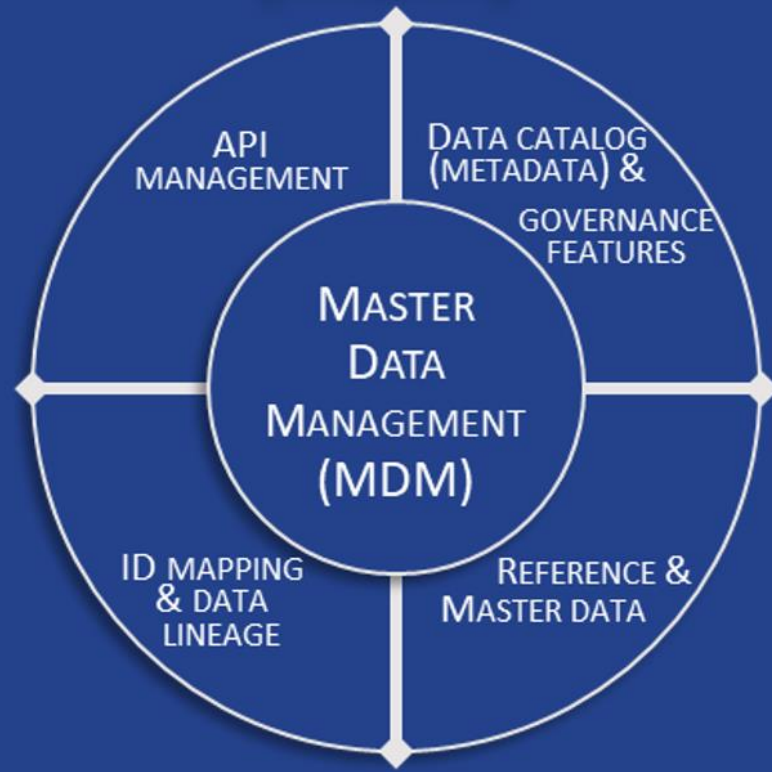 API
MANAGEMENT
DATA CATALOG
(METADATA) &
GOVERNANCE
FEATURES
MASTER
DATA
MANAGEMENT
(MDM)
ID MAPPING
& DATA
LINEAGE
REFERENCE &
MASTER DATA